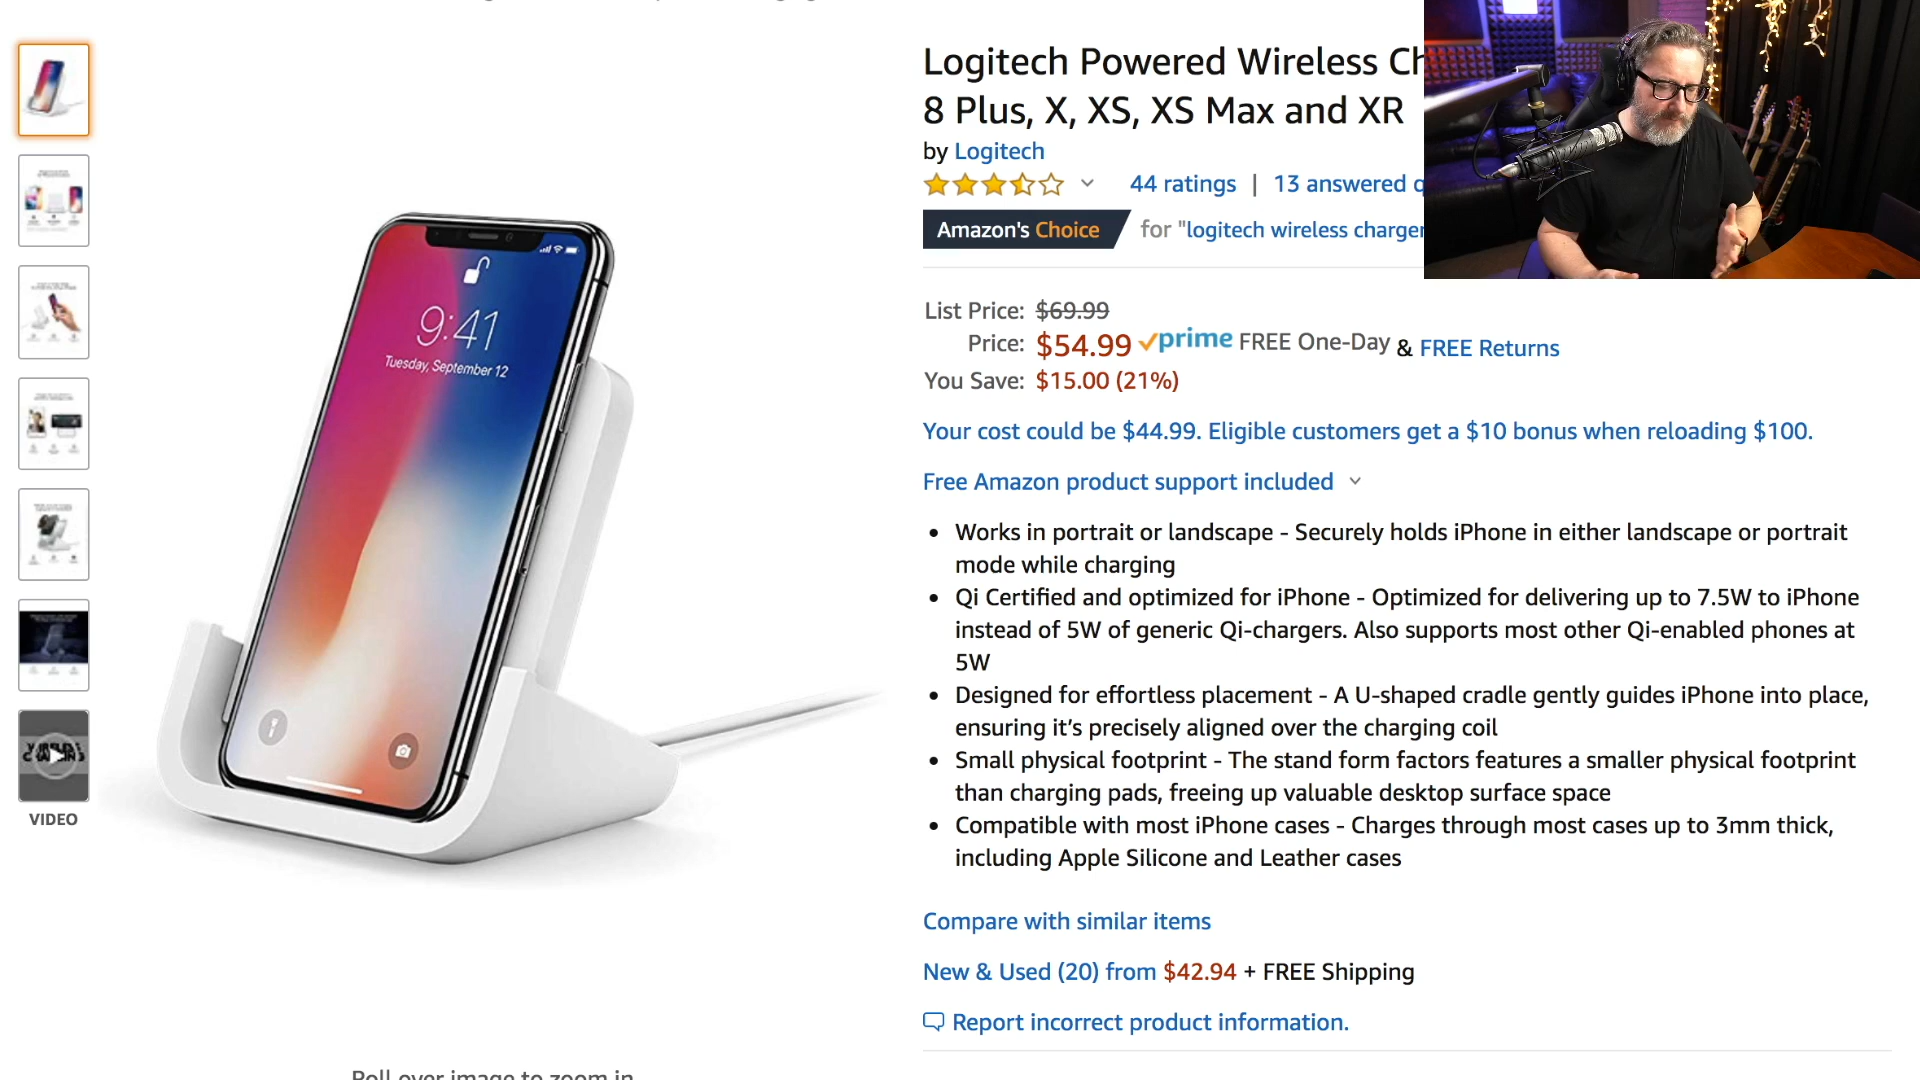 Logitech Powered Wireless Ch
8 Plus, X, XS, XS Max and XR
by Logitech
44 ratings | 13 answered q
Amazon's Choice for "logitech wireless charger
List Price: $69.99
Price: $54.99 prime FREE One-Day & FREE Returns
You Save: $15.00 (21%)
Your cost could be $44.99. Eligible customers get a $10 bonus when reloading $100.
Free Amazon product support included
Works in portrait or landscape - Securely holds iPhone in either landscape or portrait
mode while charging
Qi Certified and optimized for iPhone - Optimized for delivering up to 7.5W to iPhone
instead of 5W of generic Qi-chargers. Also supports most other Qi-enabled phones at
5W
Designed for effortless placement - A U-shaped cradle gently guides iPhone into place,
ensuring it’s precisely aligned over the charging coil
Small physical footprint - The stand form factors features a smaller physical footprint
than charging pads, freeing up valuable desktop surface space
Compatible with most iPhone cases - Charges through most cases up to 3mm thick,
including Apple Silicone and Leather cases
Compare with similar items
New & Used (20) from $42.94 + FREE Shipping
Report incorrect product information.
9:41
Tuesday, September 12
VIDEO
Roll over image to zoom in